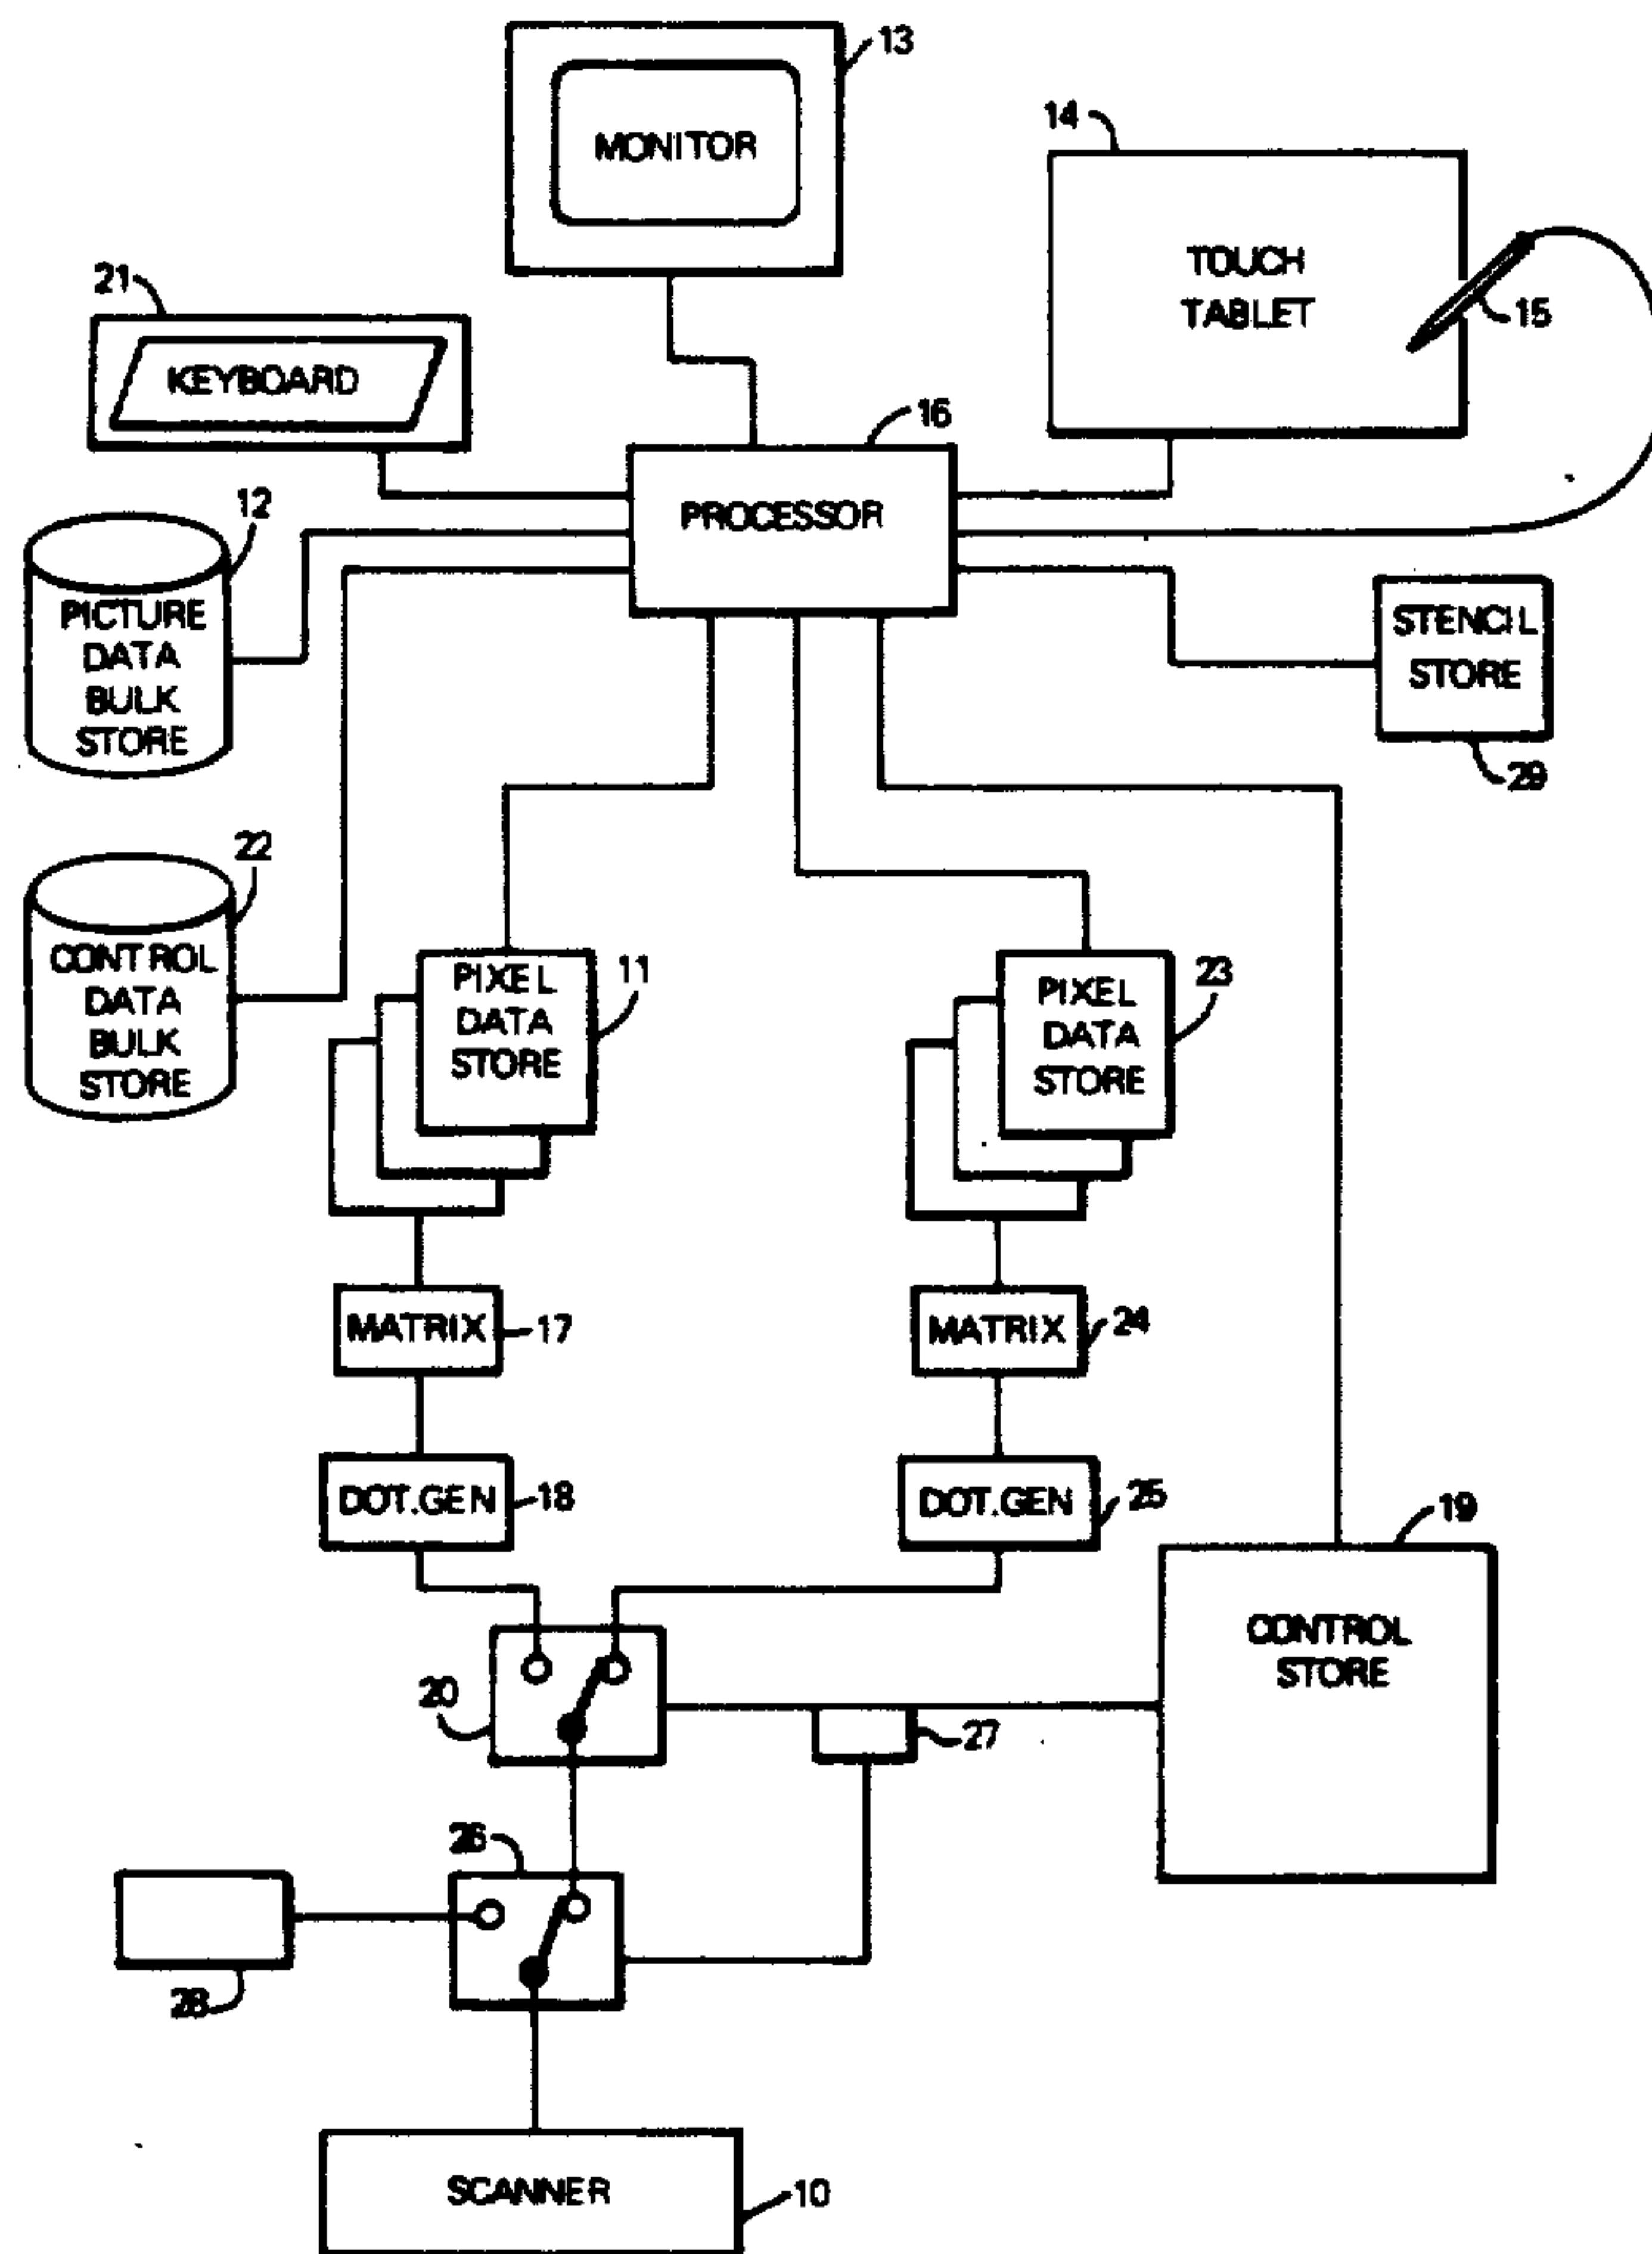 13
MONITOR
14
TOUCH
TABLET
15
21
KEYBOARD
16
PROCESSOR
12
PICTURE
DATA
BULK
STORE
STENCIL
STORE
29
22
CONTROL
DATA
BULK
STORE
PIXEL
DATA
STORE
11
PIXEL
DATA
STORE
23
MATRIX
17
MATRIX
24
DOT.GEN
18
DOT.GEN
25
19
CONTROL
STORE
20
27
26
28
SCANNER
10